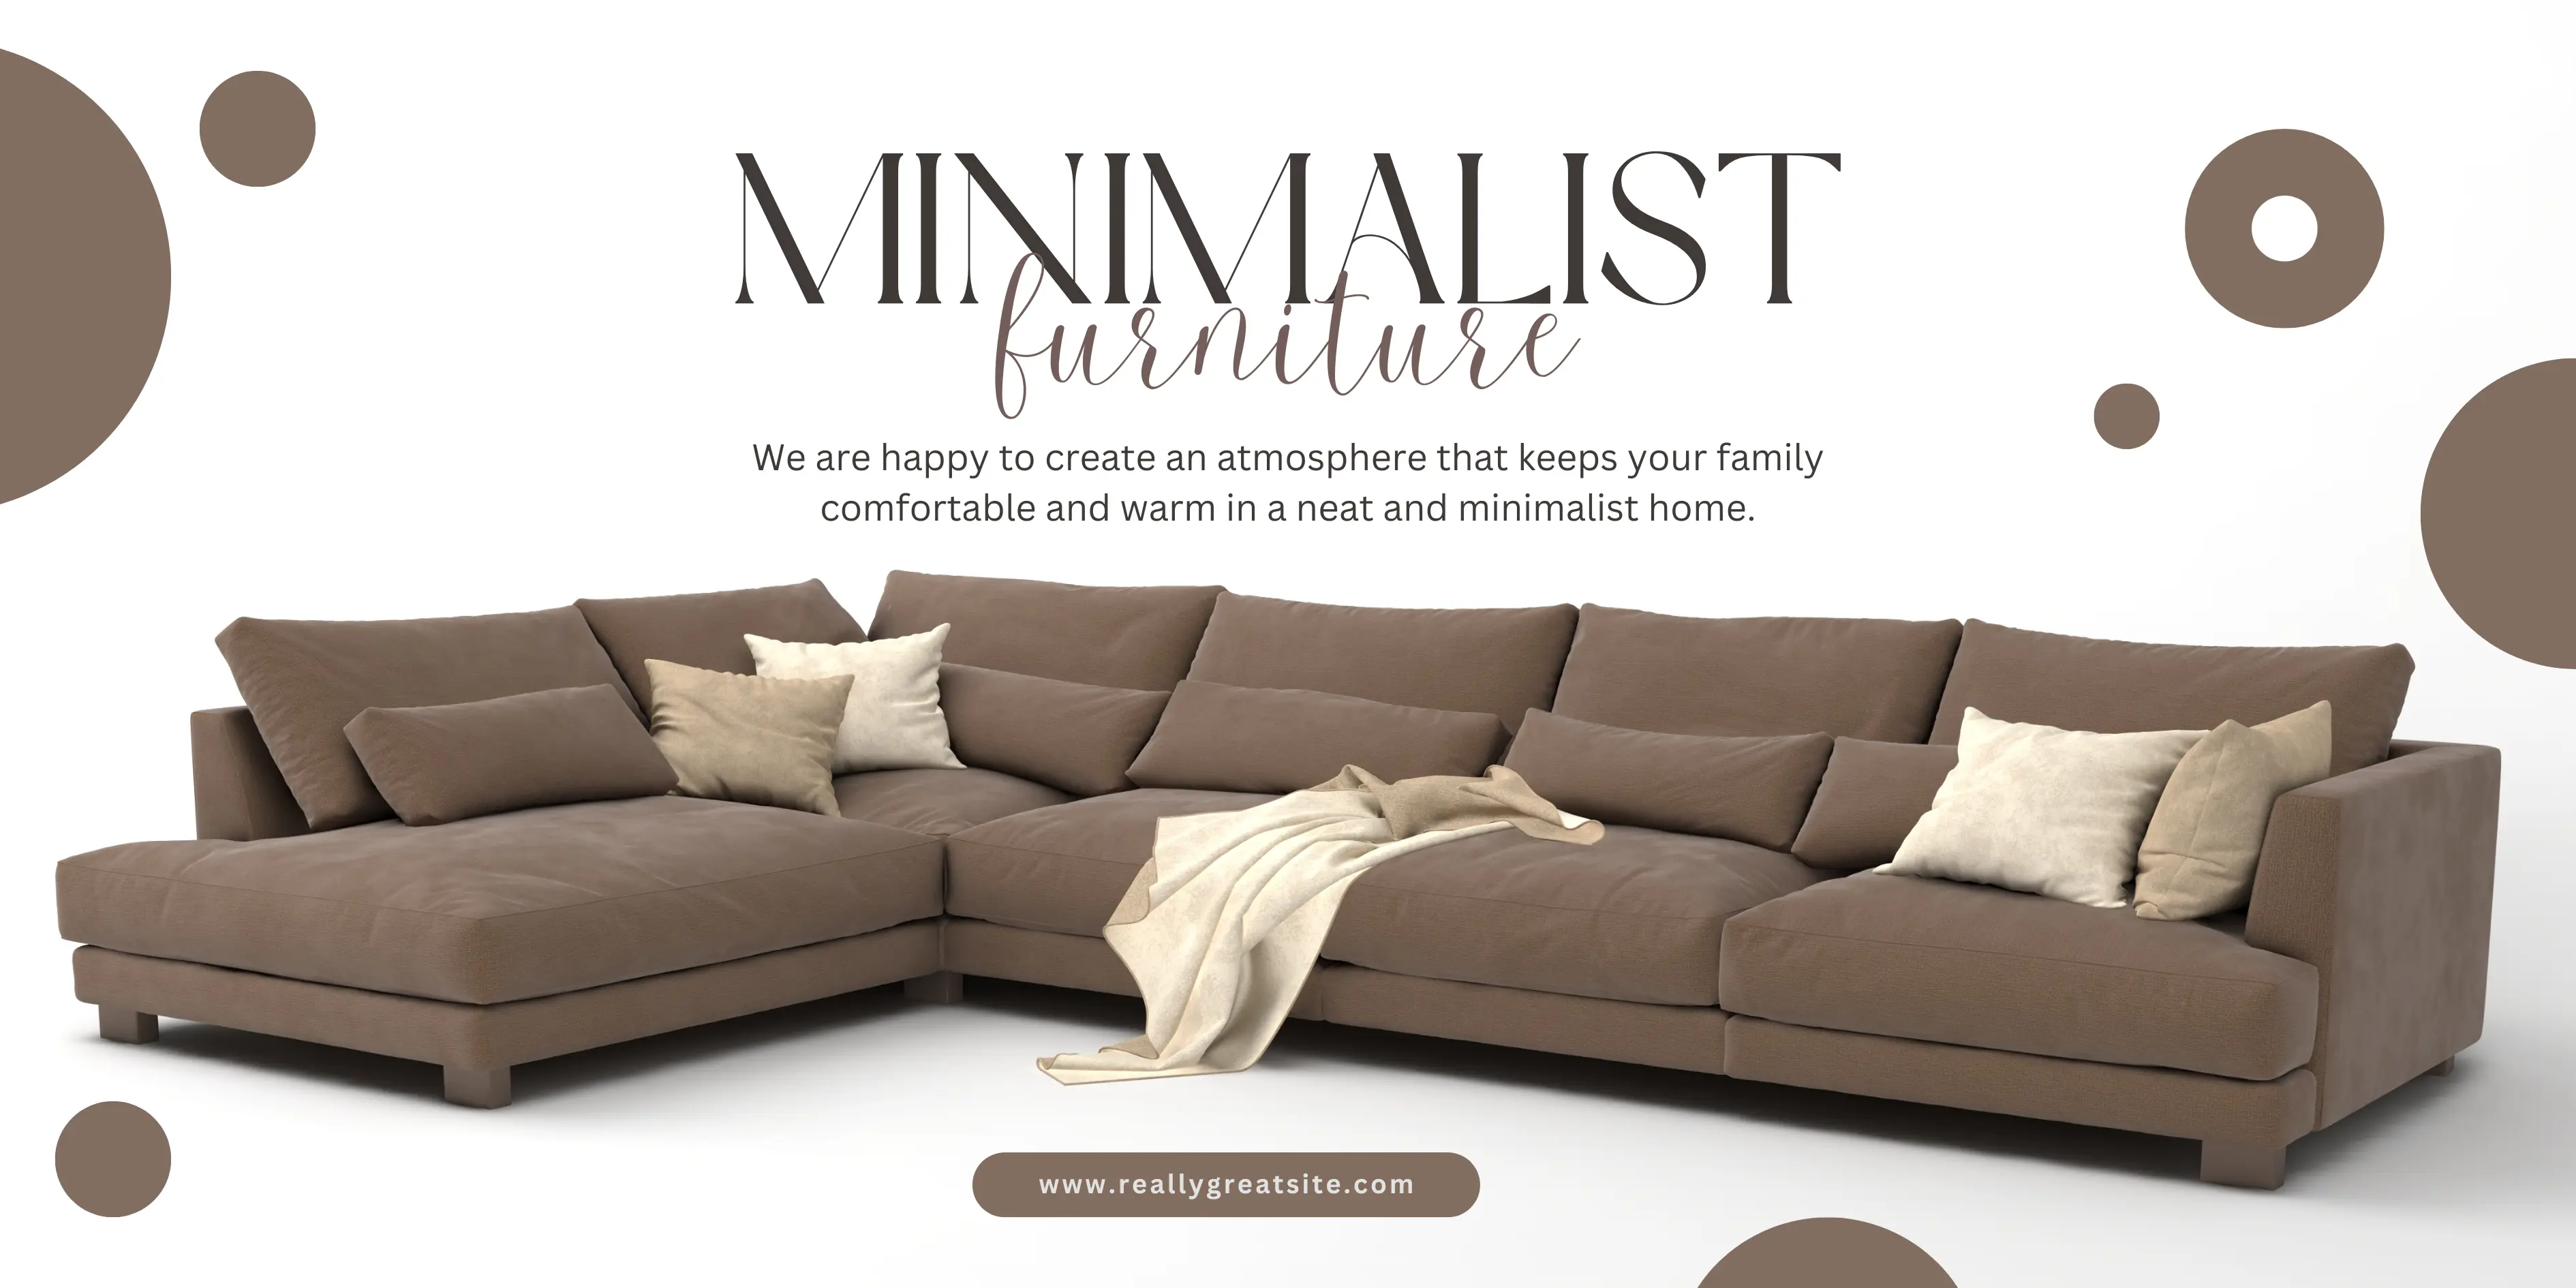 MINIMALIST
furniture
We are happy to create an atmosphere that keeps your family
comfortable and warm in a neat and minimalist home.
www.reallygreatsite.com